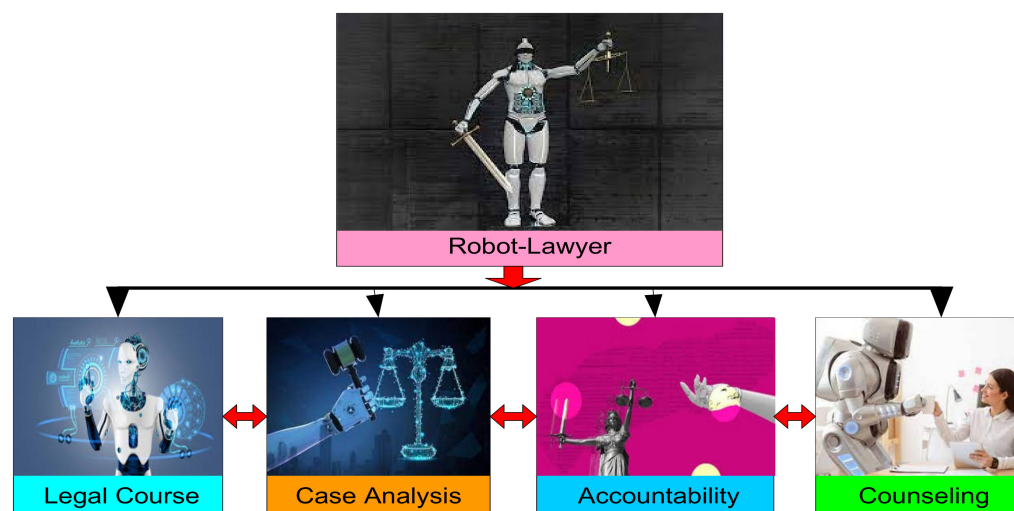 Robot-Lawyer
Legal Course
Case Analysis
Accountability
Counseling